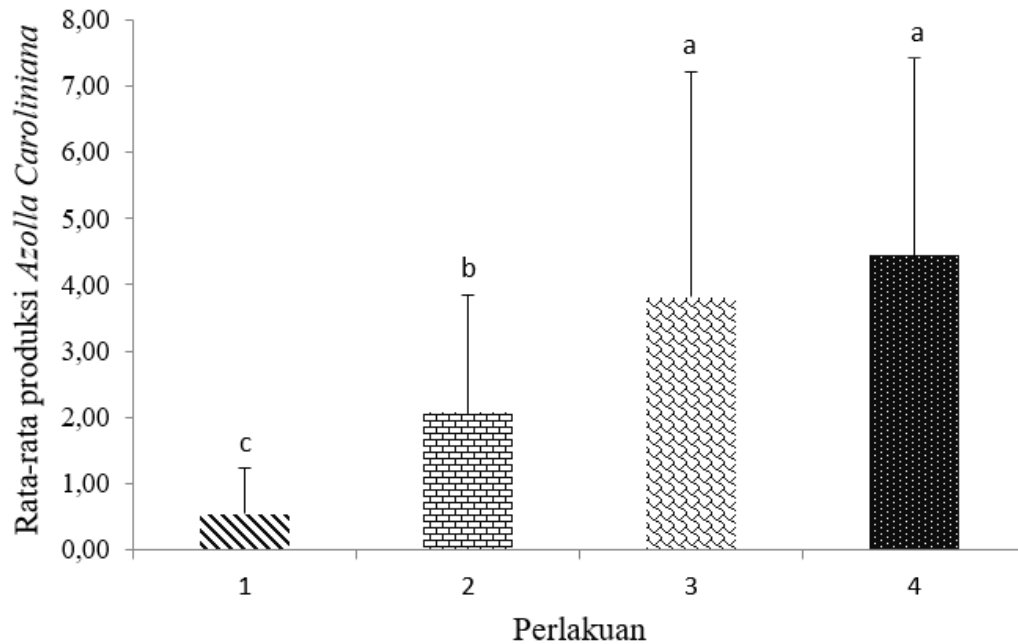 Rata-rata produksi Azolla Caroliniana
8,00
7,00
6,00
5,00
4,00
3,00
2,00
1,00
0,00
c
b
a
a
1
2
3
4
Perlakuan